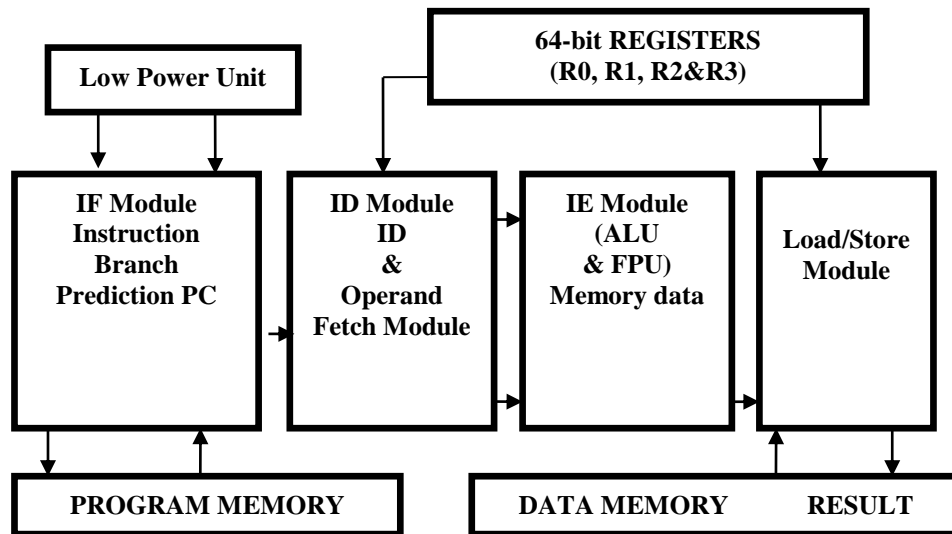 Low Power Unit
64-bit REGISTERS
(R0, R1, R2&R3)
IF Module
Instruction
Branch
Prediction PC
ID Module
ID
&
Operand
Fetch Module
IE Module
(ALU
& FPU)
Memory data
Load/Store
Module
PROGRAM MEMORY
DATA MEMORY RESULT